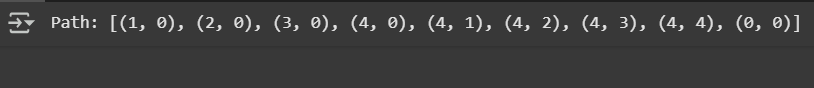 Path: [(1, 0), (2, 0), (3, 0), (4, 0), (4, 1), (4, 2), (4, 3), (4, 4), (0, 0)]